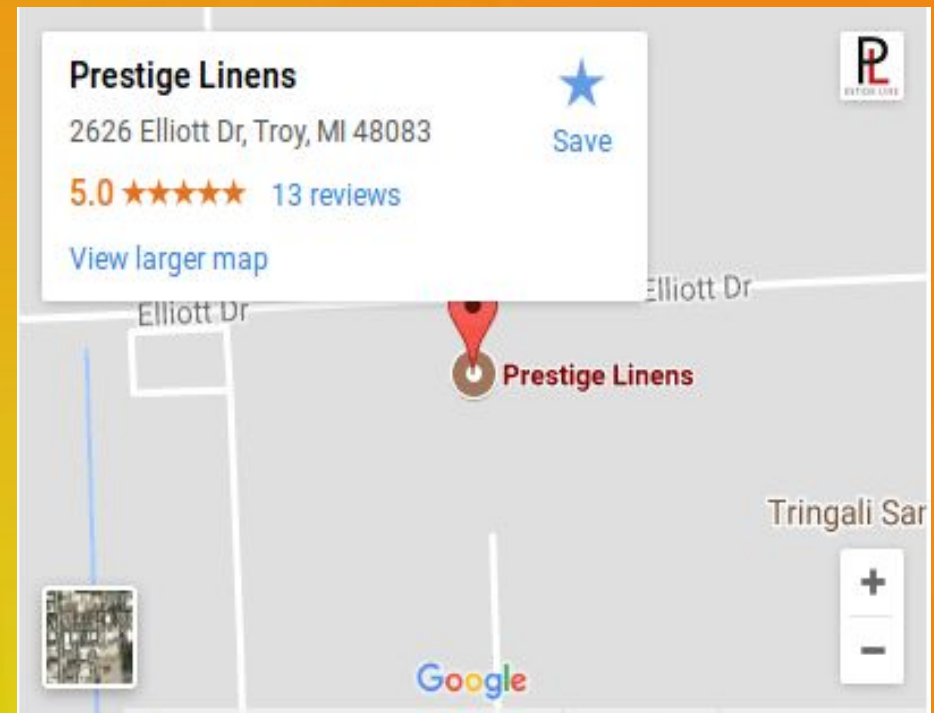 Prestige Linens
2626 Elliott Dr, Troy, MI 48083
5.0 ★★★★★ 13 reviews
Save
View larger map
PL
Elliott Dr
Elliott Dr
Prestige Linens
Tringali Sar
+
−
Google